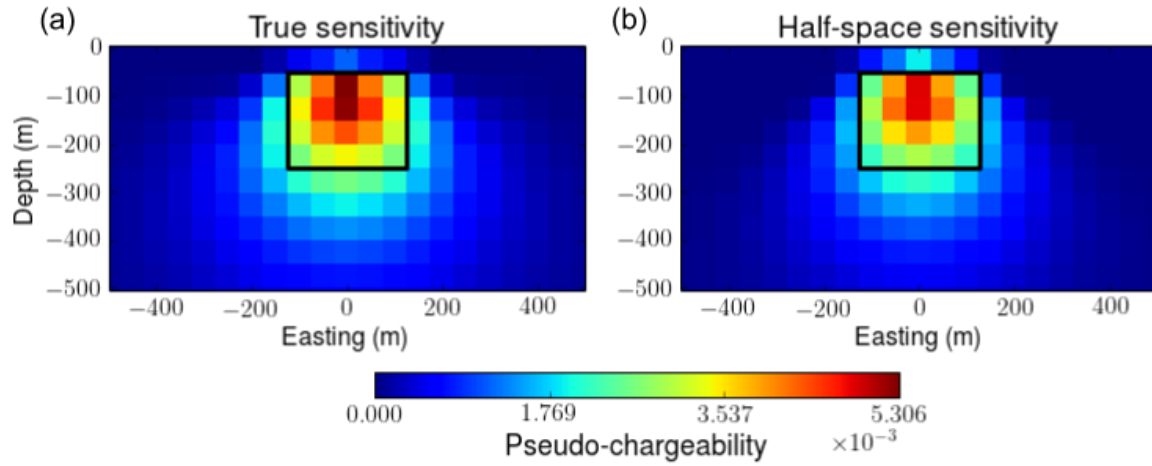 (a) True sensitivity
(b) Half-space sensitivity
Depth (m)
0
−100
−200
−300
−400
−500
−400 −200 0 200 400
Easting (m)
0
−100
−200
−300
−400
−500
−400 −200 0 200 400
Easting (m)
0.000 1.769 3.537 5.306
Pseudo-chargeability ×10⁻³